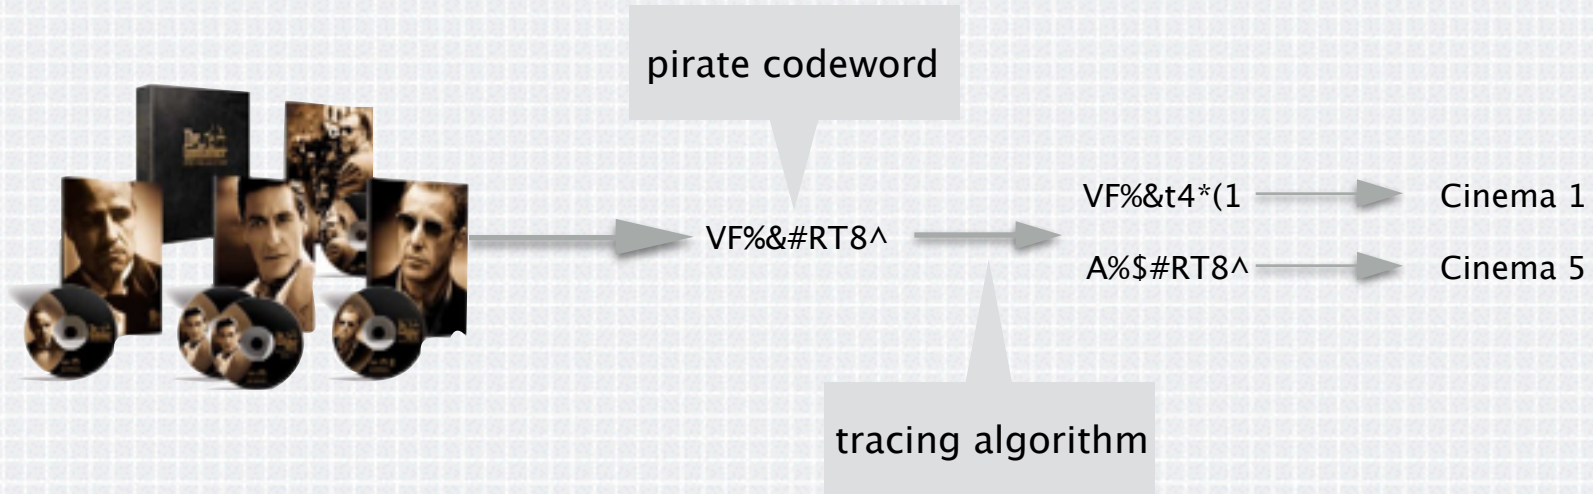 pirate codeword
VF%&t4*(1
Cinema 1
VF%&#RT8^
A%$#RT8^
Cinema 5
tracing algorithm